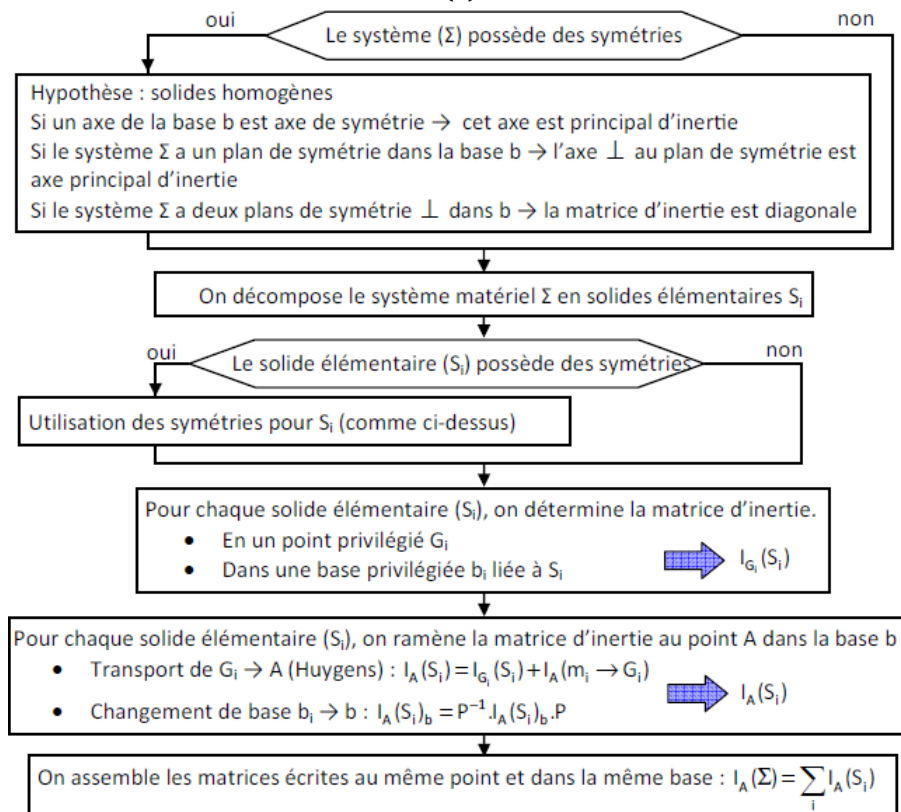 oui
non
Le système (Σ) possède des symétries
Hypothèse : solides homogènes
Si un axe de la base b est axe de symétrie → cet axe est principal d’inertie
Si le système Σ a un plan de symétrie dans la base b → l’axe ⊥ au plan de symétrie est
axe principal d’inertie
Si le système Σ a deux plans de symétrie ⊥ dans b → la matrice d’inertie est diagonale
On décompose le système matériel Σ en solides élémentaires Sᵢ
oui
non
Le solide élémentaire (Sᵢ) possède des symétries
Utilisation des symétries pour Sᵢ (comme ci-dessus)
Pour chaque solide élémentaire (Sᵢ), on détermine la matrice d’inertie.
• En un point privilégié Gᵢ
• Dans une base privilégiée bᵢ liée à Sᵢ
I_Gᵢ(Sᵢ)
Pour chaque solide élémentaire (Sᵢ), on ramène la matrice d’inertie au point A dans la base b
• Transport de Gᵢ → A (Huygens) : I_A(Sᵢ) = I_Gᵢ(Sᵢ) + I_A(mᵢ → Gᵢ)
• Changement de base bᵢ → b : I_A(Sᵢ)_b = P⁻¹.I_A(Sᵢ)_b.P
I_A(Sᵢ)
On assemble les matrices écrites au même point et dans la même base : I_A(Σ) = ∑ᵢ I_A(Sᵢ)